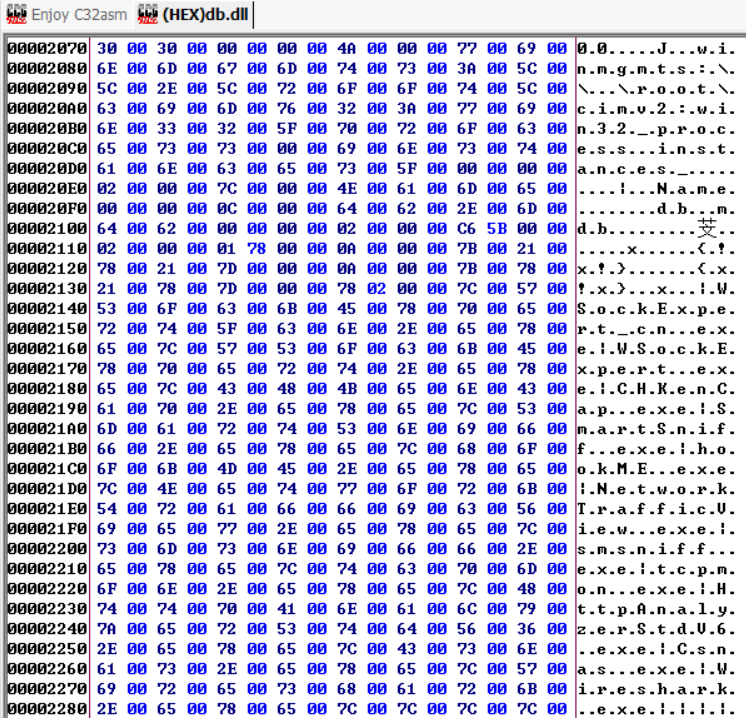 Enjoy C32asm (HEX)db.dll
00002070 30 00 30 00 00 00 00 00 4A 00 00 00 77 00 69 00 0.0.....J...w.i.
00002080 6E 00 6D 00 67 00 6D 00 74 00 73 00 3A 00 5C 00 n.m.g.m.t.s.:.\.
00002090 5C 00 2E 00 5C 00 72 00 6F 00 6F 00 74 00 5C 00 \...\.r.o.o.t.\.
000020A0 63 00 69 00 6D 00 76 00 32 00 3A 00 77 00 69 00 c.i.m.v.2.:.w.i.
000020B0 6E 00 33 00 32 00 5F 00 70 00 72 00 6F 00 63 00 n.3.2._.p.r.o.c.
000020C0 65 00 73 00 73 00 00 00 69 00 6E 00 73 00 74 00 e.s.s...i.n.s.t.
000020D0 61 00 6E 00 63 00 65 00 73 00 5F 00 00 00 00 00 a.n.c.e.s._.....
000020E0 02 00 00 00 7C 00 00 00 4E 00 61 00 6D 00 65 00 ....|...N.a.m.e.
000020F0 00 00 00 00 0C 00 00 00 64 00 62 00 2E 00 6D 00 ........d.b...m.
00002100 64 00 62 00 00 00 00 00 02 00 00 00 C6 5B 00 00 d.b.........芠..
00002110 02 00 00 00 01 78 00 00 0A 00 00 00 7B 00 21 00 .....x......{.!.
00002120 78 00 21 00 7D 00 00 00 0A 00 00 00 7B 00 78 00 x.!.}.......{.x.
00002130 21 00 78 00 7D 00 00 00 78 02 00 00 7C 00 57 00 !.x.}...x...|.W.
00002140 53 00 6F 00 63 00 6B 00 45 00 78 00 70 00 65 00 S.o.c.k.E.x.p.e.
00002150 72 00 74 00 5F 00 63 00 6E 00 2E 00 65 00 78 00 r.t._.c.n...e.x.
00002160 65 00 7C 00 57 00 53 00 6F 00 63 00 6B 00 45 00 e.|.W.S.o.c.k.E.
00002170 78 00 70 00 65 00 72 00 74 00 2E 00 65 00 78 00 x.p.e.r.t...e.x.
00002180 65 00 7C 00 43 00 48 00 4B 00 65 00 6E 00 43 00 e.|.C.H.K.e.n.C.
00002190 61 00 70 00 2E 00 65 00 78 00 65 00 7C 00 53 00 a.p...e.x.e.|.S.
000021A0 6D 00 61 00 72 00 74 00 53 00 6E 00 69 00 66 00 m.a.r.t.S.n.i.f.
000021B0 66 00 2E 00 65 00 78 00 65 00 7C 00 68 00 6F 00 f...e.x.e.|.h.o.
000021C0 6F 00 6B 00 4D 00 45 00 2E 00 65 00 78 00 65 00 o.k.M.E...e.x.e.
000021D0 7C 00 4E 00 65 00 74 00 77 00 6F 00 72 00 6B 00 |.N.e.t.w.o.r.k.
000021E0 54 00 72 00 61 00 66 00 66 00 69 00 63 00 56 00 T.r.a.f.f.i.c.V.
000021F0 69 00 65 00 77 00 2E 00 65 00 78 00 65 00 7C 00 i.e.w...e.x.e.|.
00002200 73 00 6D 00 73 00 6E 00 69 00 66 00 66 00 2E 00 s.m.s.n.i.f.f...
00002210 65 00 78 00 65 00 7C 00 74 00 63 00 70 00 6D 00 e.x.e.|.t.c.p.m.
00002220 6F 00 6E 00 2E 00 65 00 78 00 65 00 7C 00 48 00 o.n...e.x.e.|.H.
00002230 74 00 74 00 70 00 41 00 6E 00 61 00 6C 00 79 00 t.t.p.A.n.a.l.y.
00002240 7A 00 65 00 72 00 53 00 74 00 64 00 56 00 36 00 z.e.r.S.t.d.V.6.
00002250 2E 00 65 00 78 00 65 00 7C 00 43 00 73 00 6E 00 ..e.x.e.|.C.s.n.
00002260 61 00 73 00 2E 00 65 00 78 00 65 00 7C 00 57 00 a.s...e.x.e.|.W.
00002270 69 00 72 00 65 00 73 00 68 00 61 00 72 00 6B 00 i.r.e.s.h.a.r.k.
00002280 2E 00 65 00 78 00 65 00 7C 00 7C 00 7C 00 7C 00 ..e.x.e.|.|.|.|.